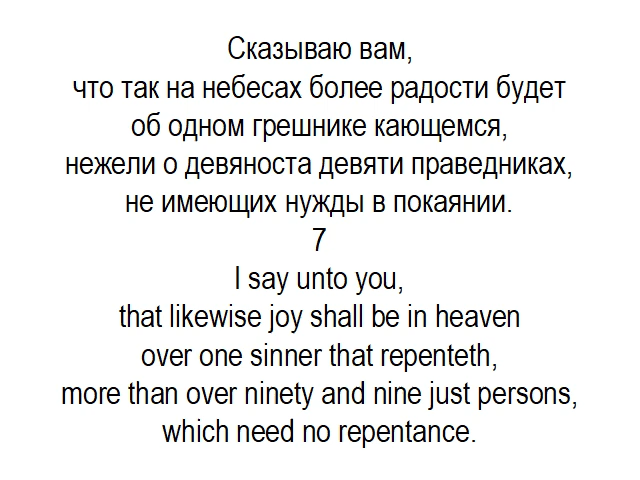 Сказываю вам,
что так на небесах более радости будет
об одном грешнике кающемся,
нежели о девяноста девяти праведниках,
не имеющих нужды в покаянии.
7
I say unto you,
that likewise joy shall be in heaven
over one sinner that repenteth,
more than over ninety and nine just persons,
which need no repentance.